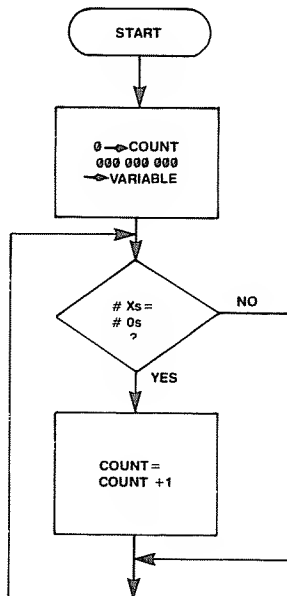 START
0→COUNT
000 000 000
→VARIABLE
# Xs =
# 0s
?
NO
YES
COUNT =
COUNT +1